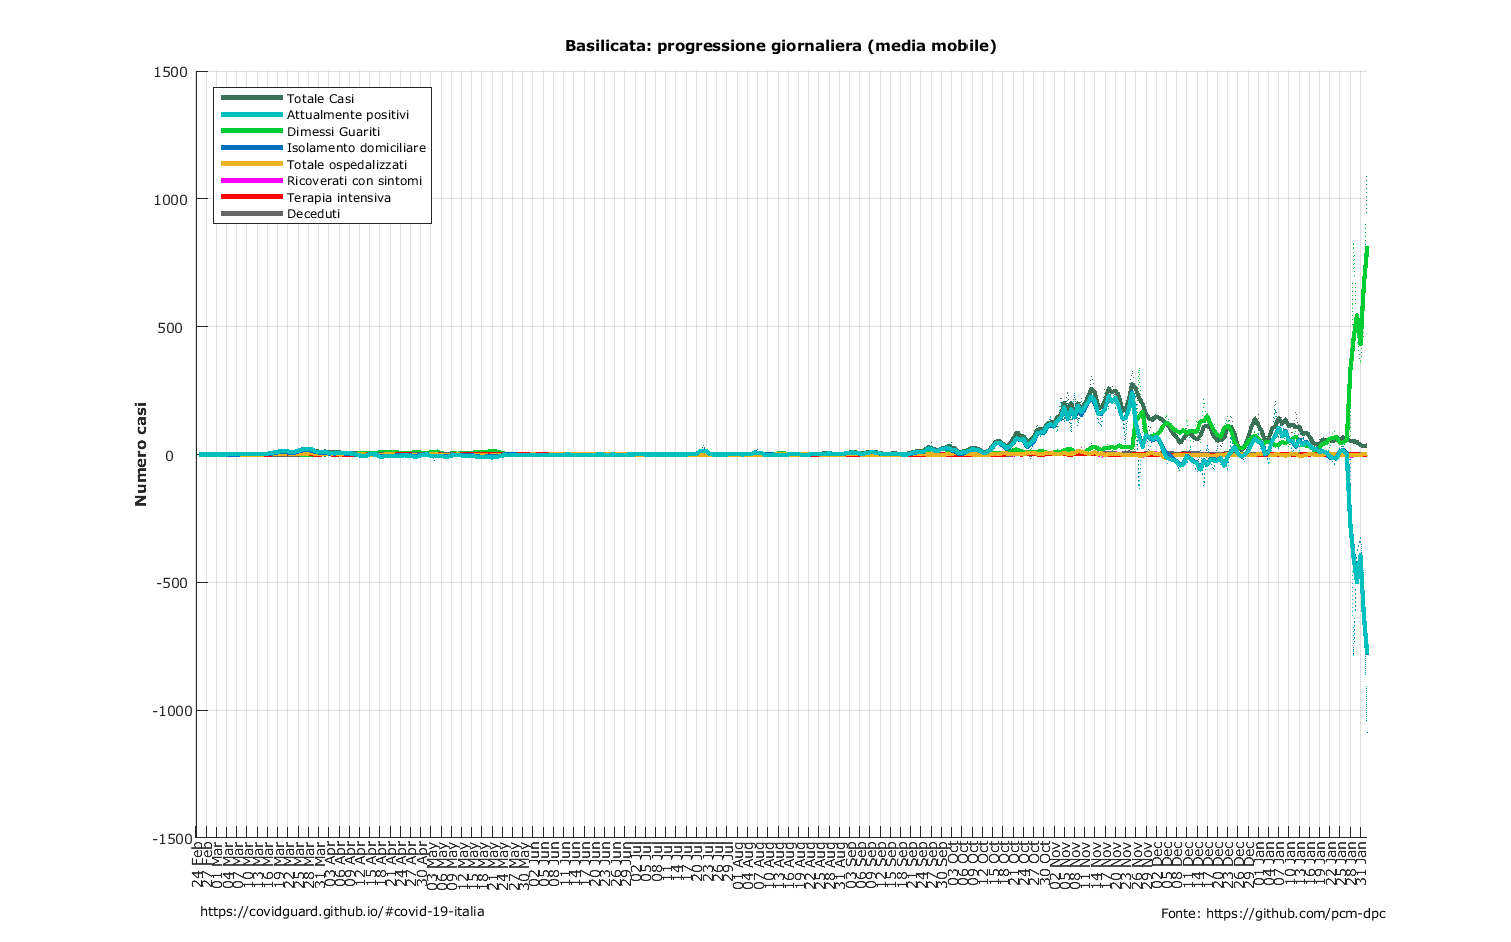 Basilicata: progressione giornaliera (media mobile)
1500
1000
500
0
-500
-1000
-1500
Numero casi
Totale Casi
Attualmente positivi
Dimessi Guariti
Isolamento domiciliare
Totale ospedalizzati
Ricoverati con sintomi
Terapia intensiva
Deceduti
24 Feb
27 Feb
01 Mar
04 Mar
07 Mar
10 Mar
13 Mar
16 Mar
19 Mar
22 Mar
25 Mar
28 Mar
31 Mar
03 Apr
06 Apr
09 Apr
12 Apr
15 Apr
18 Apr
21 Apr
24 Apr
27 Apr
30 Apr
03 May
06 May
09 May
12 May
15 May
18 May
21 May
24 May
27 May
30 May
02 Jun
05 Jun
08 Jun
11 Jun
14 Jun
17 Jun
20 Jun
23 Jun
26 Jun
29 Jun
02 Jul
05 Jul
08 Jul
11 Jul
14 Jul
17 Jul
20 Jul
23 Jul
26 Jul
29 Jul
01 Aug
04 Aug
07 Aug
10 Aug
13 Aug
16 Aug
19 Aug
22 Aug
25 Aug
28 Aug
31 Aug
03 Sep
06 Sep
09 Sep
12 Sep
15 Sep
18 Sep
21 Sep
24 Sep
27 Sep
30 Sep
03 Oct
06 Oct
09 Oct
12 Oct
15 Oct
18 Oct
21 Oct
24 Oct
27 Oct
30 Oct
02 Nov
05 Nov
08 Nov
11 Nov
14 Nov
17 Nov
20 Nov
23 Nov
26 Nov
29 Nov
02 Dec
05 Dec
08 Dec
11 Dec
14 Dec
17 Dec
20 Dec
23 Dec
26 Dec
29 Dec
01 Jan
04 Jan
07 Jan
10 Jan
13 Jan
16 Jan
19 Jan
22 Jan
25 Jan
28 Jan
31 Jan
https://covidguard.github.io/#covid-19-italia
Fonte: https://github.com/pcm-dpc